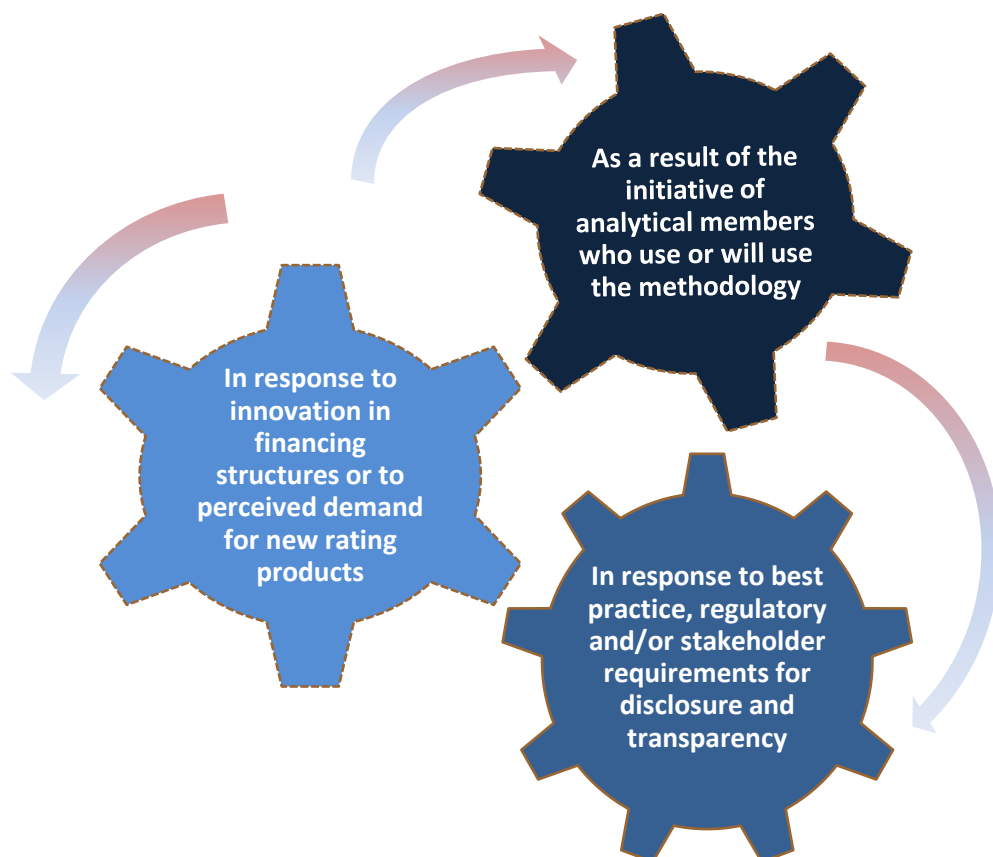 As a result of the
initiative of
analytical members
who use or will use
the methodology
In response to
innovation in
financing
structures or to
perceived demand
for new rating
products
In response to best
practice, regulatory
and/or stakeholder
requirements for
disclosure and
transparency